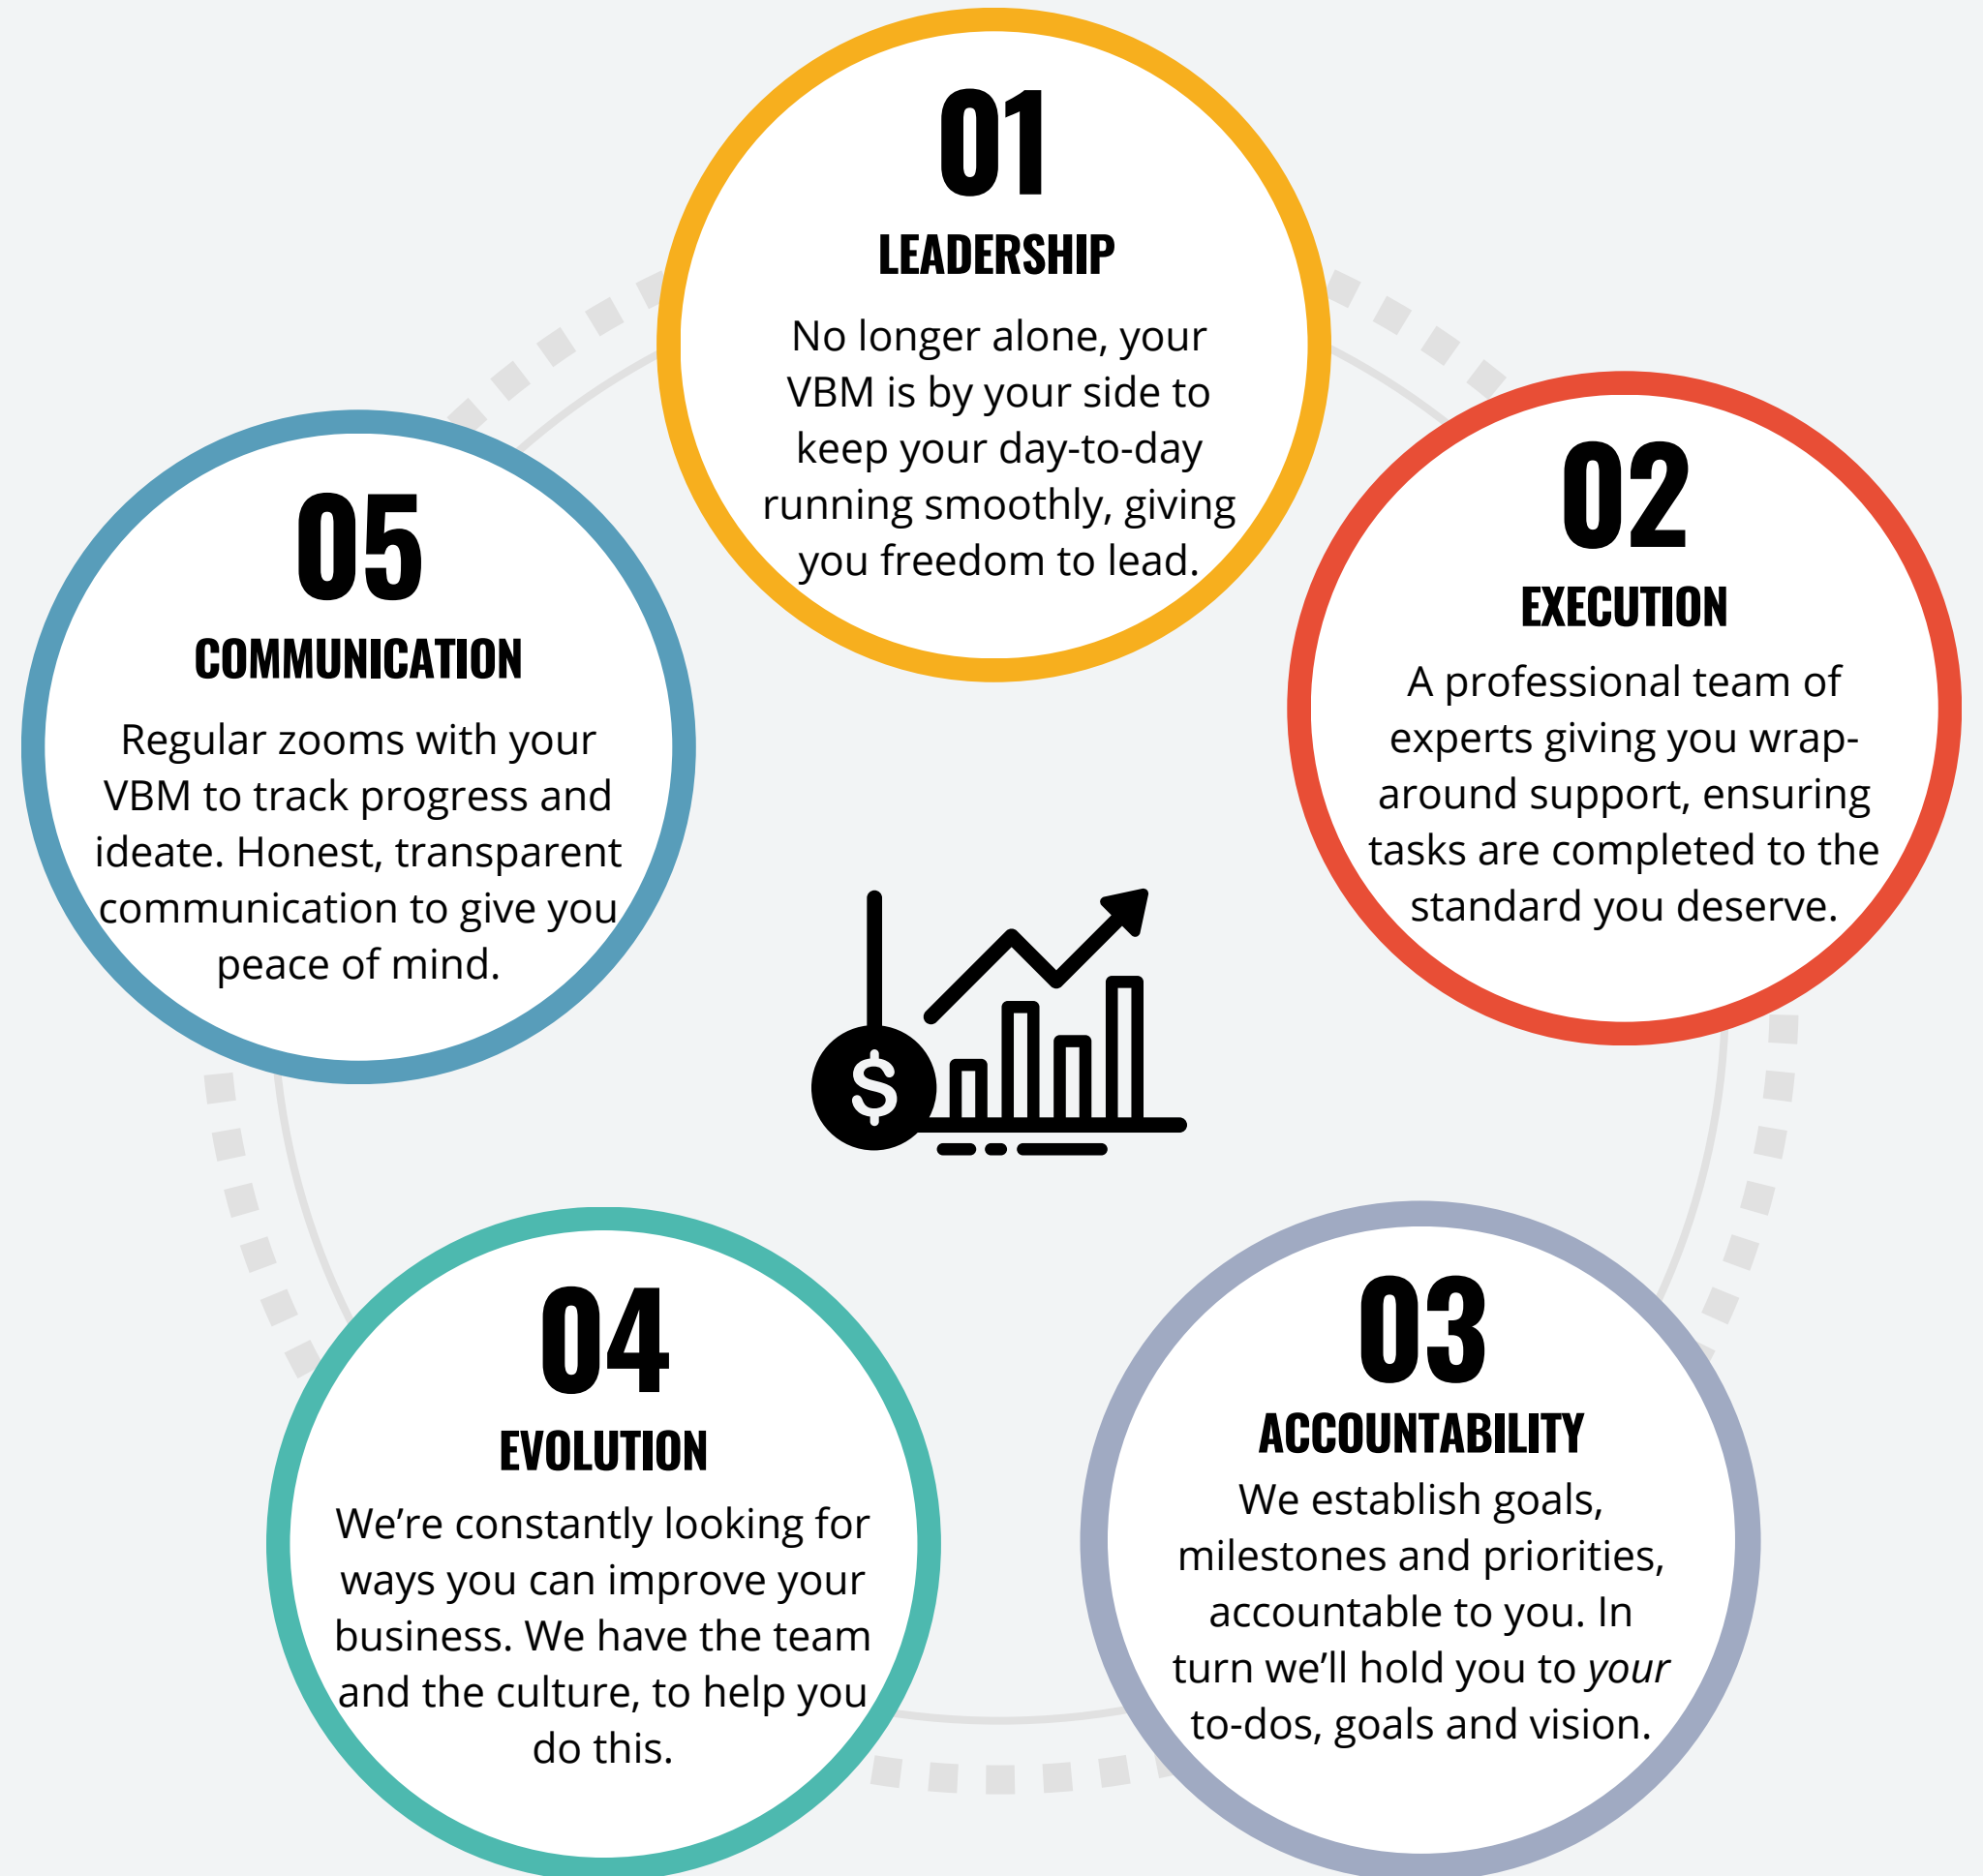 01
LEADERSHIP
No longer alone, your
VBM is by your side to
keep your day-to-day
running smoothly, giving
you freedom to lead.
02
EXECUTION
A professional team of
experts giving you wrap-
around support, ensuring
tasks are completed to the
standard you deserve.
03
ACCOUNTABILITY
We establish goals,
milestones and priorities,
accountable to you. In
turn we’ll hold you to your
to-dos, goals and vision.
04
EVOLUTION
We’re constantly looking for
ways you can improve your
business. We have the team
and the culture, to help you
do this.
05
COMMUNICATION
Regular zooms with your
VBM to track progress and
ideate. Honest, transparent
communication to give you
peace of mind.
$